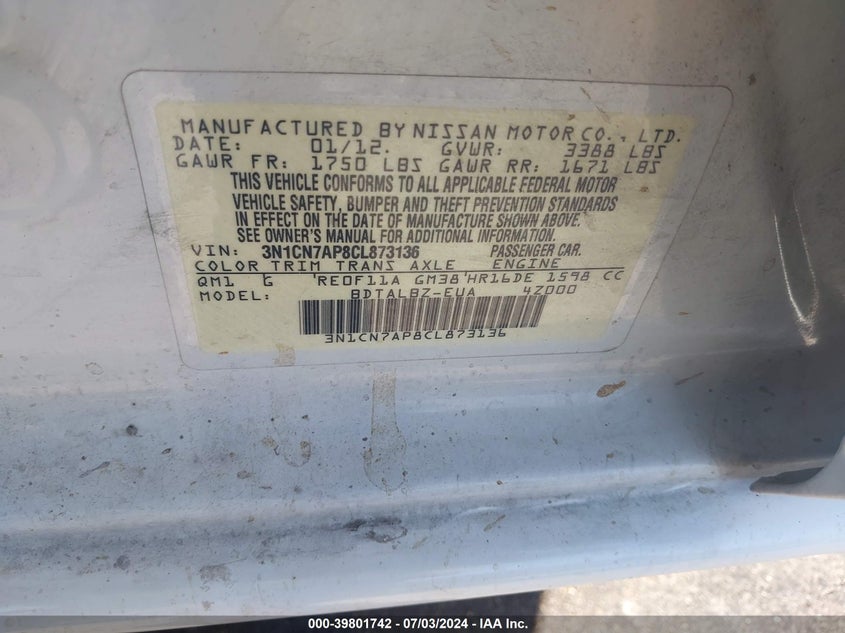 MANUFACTURED BY NISSAN MOTOR CO., LTD.
DATE: 01/12. GVWR: 3388 LBS
GAWR FR: 1750 LBS GAWR RR: 1671 LBS
THIS VEHICLE CONFORMS TO ALL APPLICABLE FEDERAL MOTOR
VEHICLE SAFETY, BUMPER AND THEFT PREVENTION STANDARDS
IN EFFECT ON THE DATE OF MANUFACTURE SHOWN ABOVE.
SEE OWNER'S MANUAL FOR ADDITIONAL INFORMATION.
VIN: 3N1CN7AP8CL873136 PASSENGER CAR.
COLOR TRIM TRANS AXLE ENGINE
QM1 G RE0F11A GM38 HR16DE 1598 CC
MODEL: BDTALBZ-EUA 4Z000
3N1CN7AP8CL873136
000-39801742 - 07/03/2024 - IAA Inc.